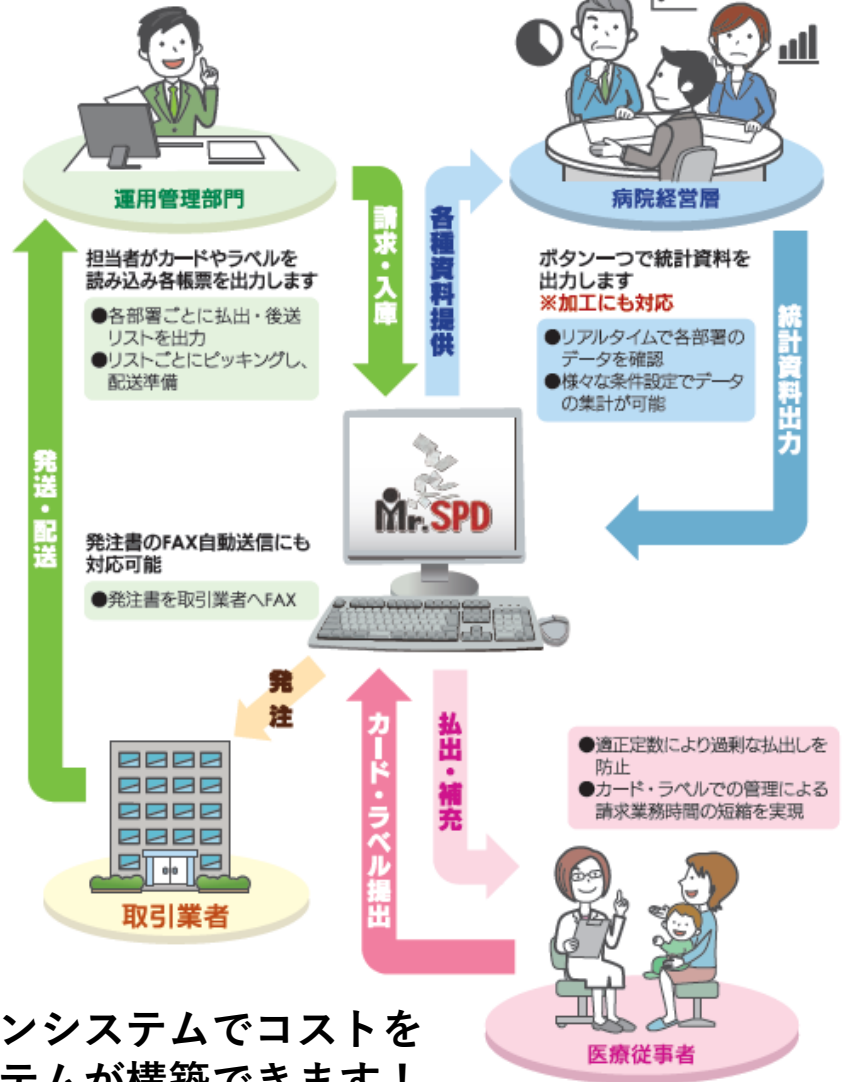 運用管理部門
病院経営層
請求・入庫
各種資料提供
担当者がカードやラベルを
読み込み各帳票を出力します
●各部署ごとに払出・後送
リストを出力
●リストごとにピッキングし、
配送準備
ボタン一つで統計資料を
出力します
※加工にも対応
●リアルタイムで各部署の
データを確認
●様々な条件設定でデータ
の集計が可能
統計資料出力
発送・配送
Mr.SPD
発注書のFAX自動送信にも
対応可能
●発注書を取引業者へFAX
発注
カード・ラベル提出
払出・補充
●適正定数により過剰な払出しを
防止
●カード・ラベルでの管理による
請求業務時間の短縮を実現
取引業者
医療従事者
ンシステムでコストを
テムが構築できます！